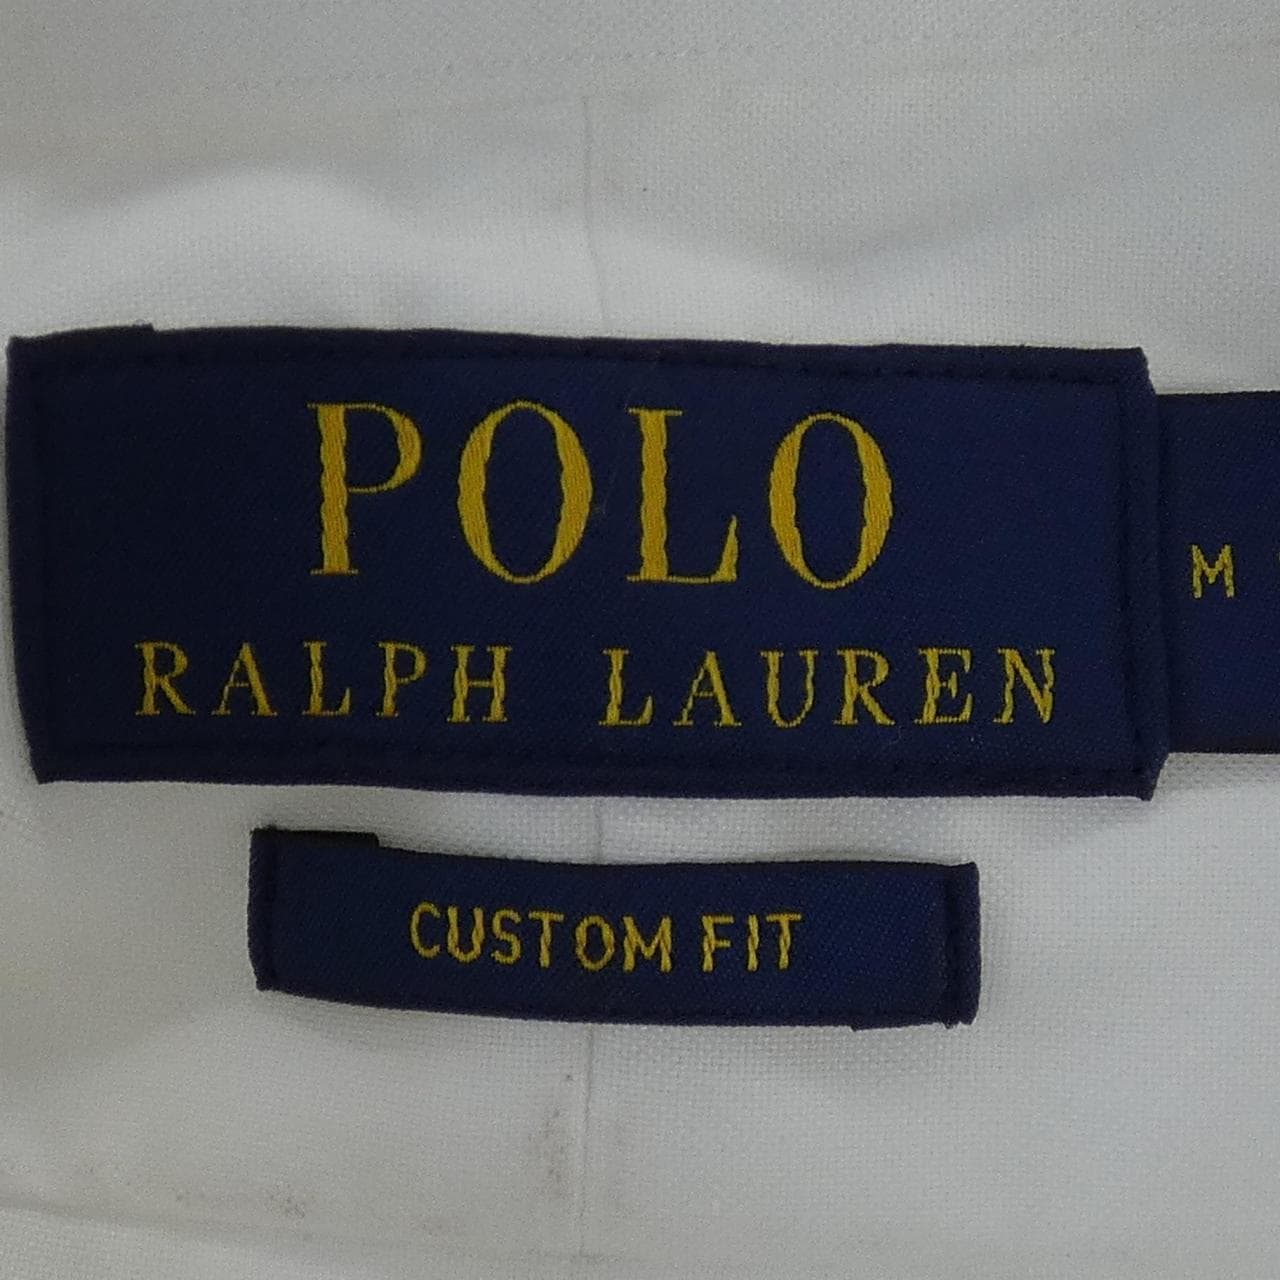 POLO
RALPH LAUREN
M
CUSTOM FIT